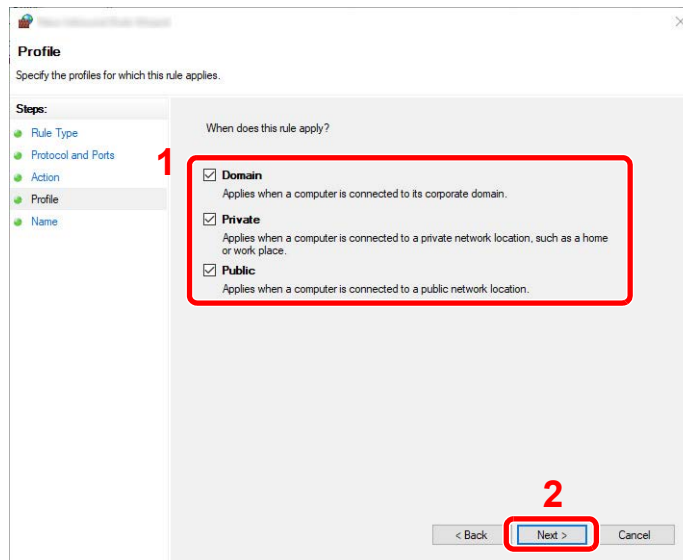 Profile
Specify the profiles for which this rule applies.
Steps:
Rule Type
Protocol and Ports
Action
Profile
Name
When does this rule apply?
1
Domain
Applies when a computer is connected to its corporate domain.
Private
Applies when a computer is connected to a private network location, such as a home
or work place.
Public
Applies when a computer is connected to a public network location.
2
< Back
Next >
Cancel